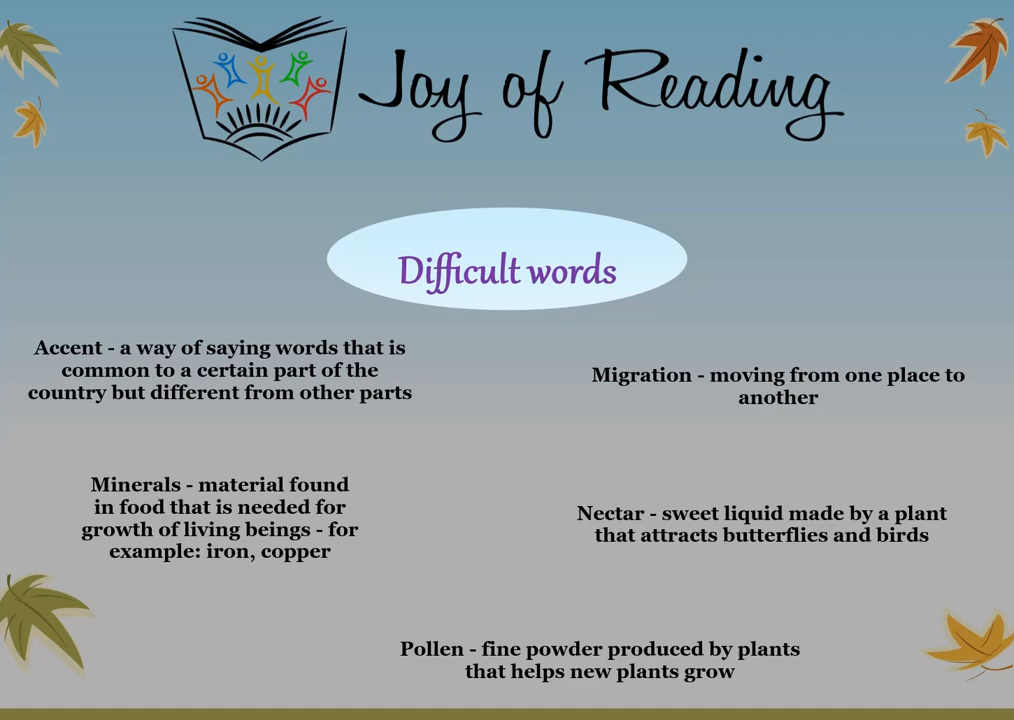 Joy of Reading
Difficult words
Accent - a way of saying words that is
common to a certain part of the
country but different from other parts
Migration - moving from one place to
another
Minerals - material found
in food that is needed for
growth of living beings - for
example: iron, copper
Nectar - sweet liquid made by a plant
that attracts butterflies and birds
Pollen - fine powder produced by plants
that helps new plants grow